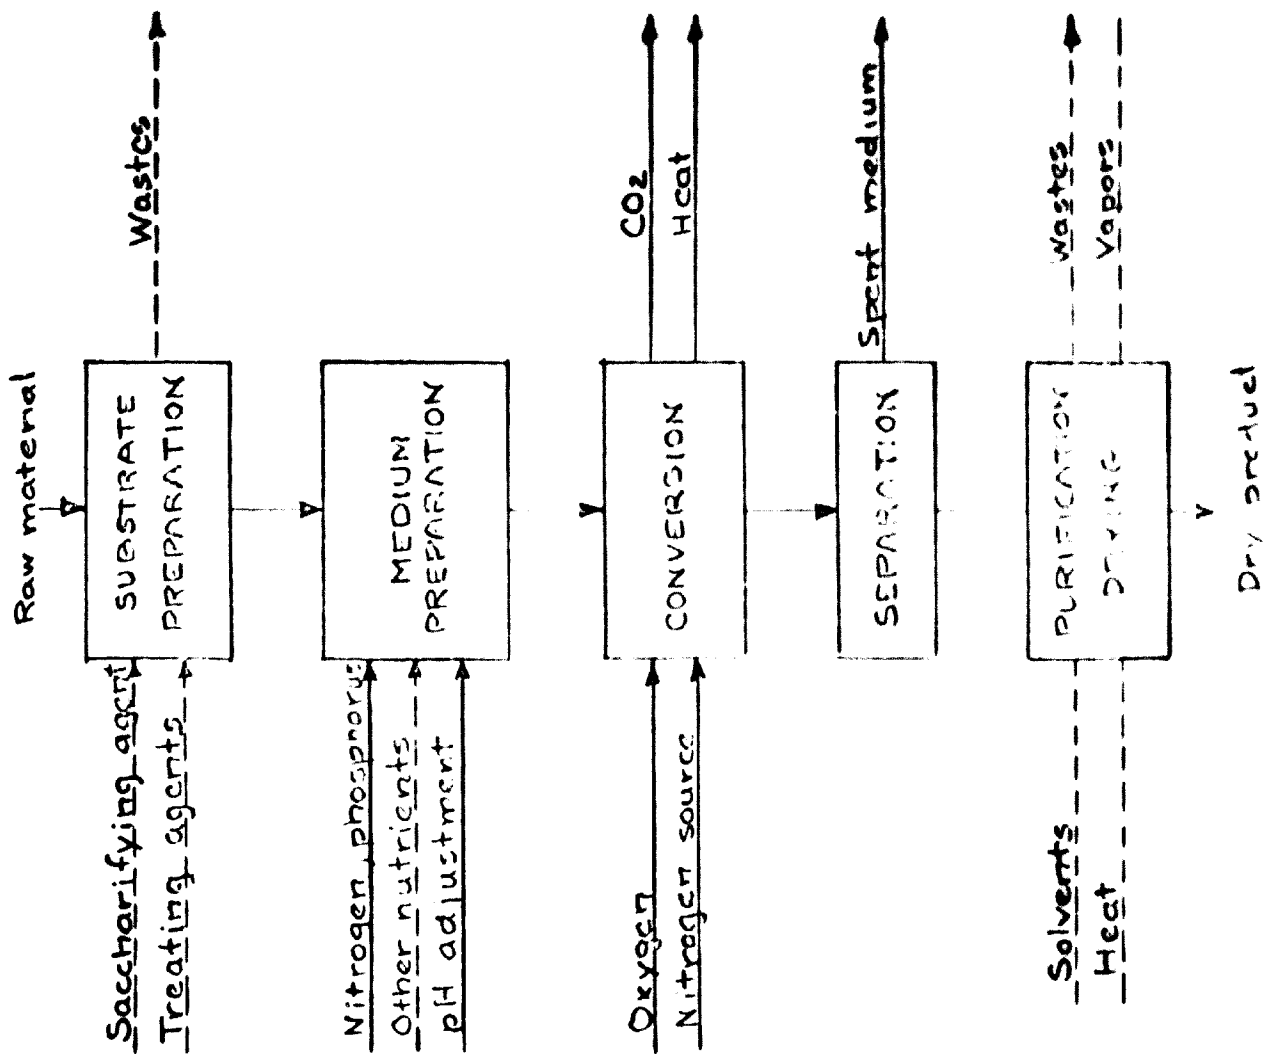 Raw material
Saccharifying agent
Treating agents
SUBSTRATE
PREPARATION
Wastes
Nitrogen, phosphorus
Other nutrients
pH adjustment
MEDIUM
PREPARATION
Oxygen
Nitrogen source
CONVERSION
CO2
Heat
SEPARATION
Spent medium
Solvents
Heat
PURIFICATION
DRYING
Wastes
Vapors
Dry product